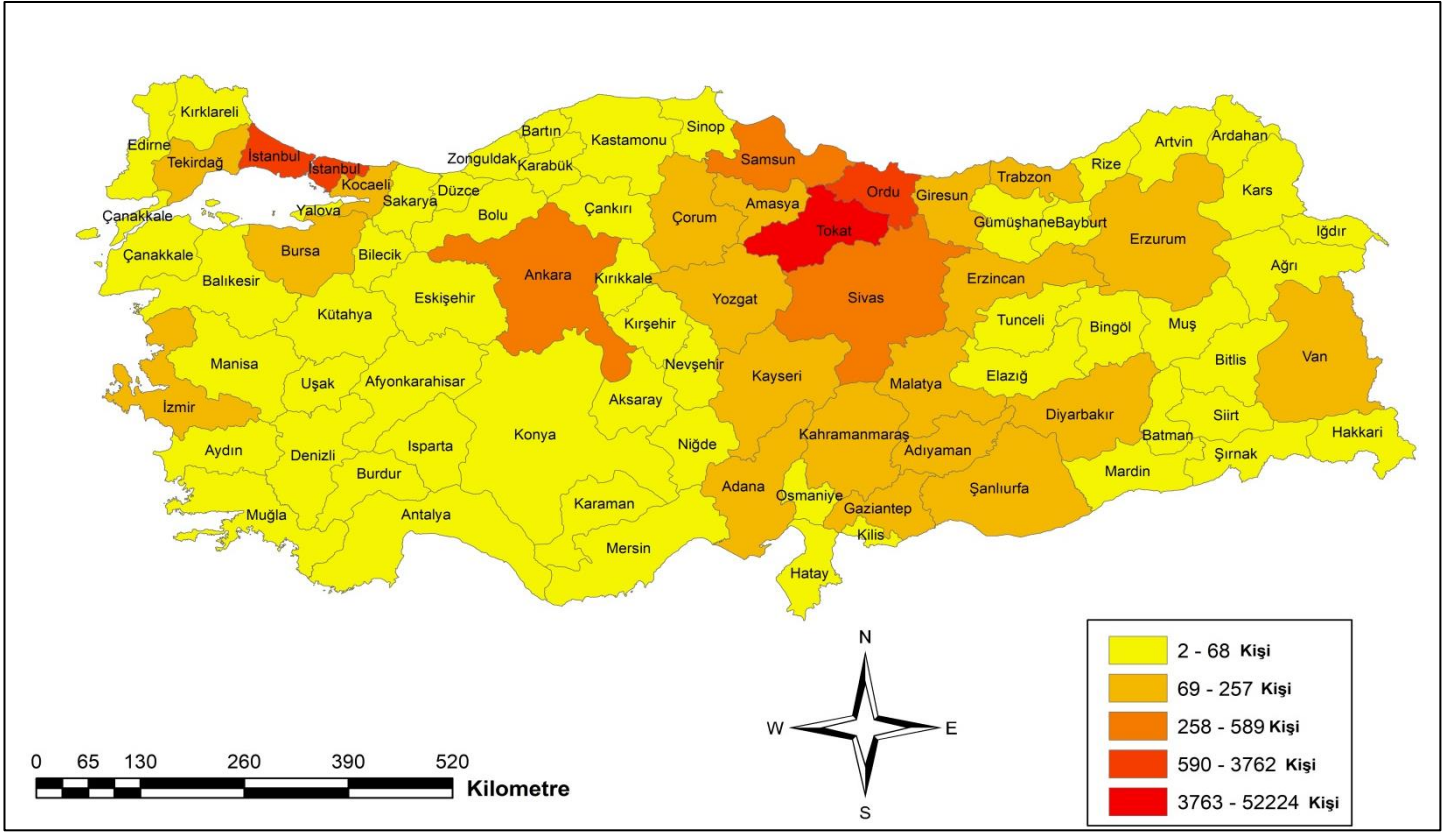 Kırklareli
Edirne
Tekirdağ
İstanbul
İstanbul
Kocaeli
Yalova
Sakarya
Düzce
Zonguldak
Bartın
Karabük
Kastamonu
Sinop
Samsun
Ordu
Giresun
Trabzon
Rize
Artvin
Ardahan
Kars
Iğdır
Ağrı
Erzurum
Bayburt
Gümüşhane
Erzincan
Tokat
Amasya
Çorum
Çankırı
Bolu
Çanakkale
Çanakkale
Balıkesir
Bursa
Bilecik
Kütahya
Eskişehir
Ankara
Kırıkkale
Kırşehir
Yozgat
Sivas
Tunceli
Bingöl
Muş
Bitlis
Van
Manisa
İzmir
Uşak
Afyonkarahisar
Nevşehir
Aksaray
Kayseri
Malatya
Elazığ
Diyarbakır
Batman
Siirt
Şırnak
Hakkari
Aydın
Denizli
Isparta
Burdur
Konya
Niğde
Kahramanmaraş
Adıyaman
Mardin
Muğla
Antalya
Karaman
Mersin
Adana
Osmaniye
Gaziantep
Şanlıurfa
Kilis
Hatay
N
W
E
S
2 - 68 Kişi
69 - 257 Kişi
258 - 589 Kişi
590 - 3762 Kişi
3763 - 52224 Kişi
0 65 130 260 390 520
Kilometre